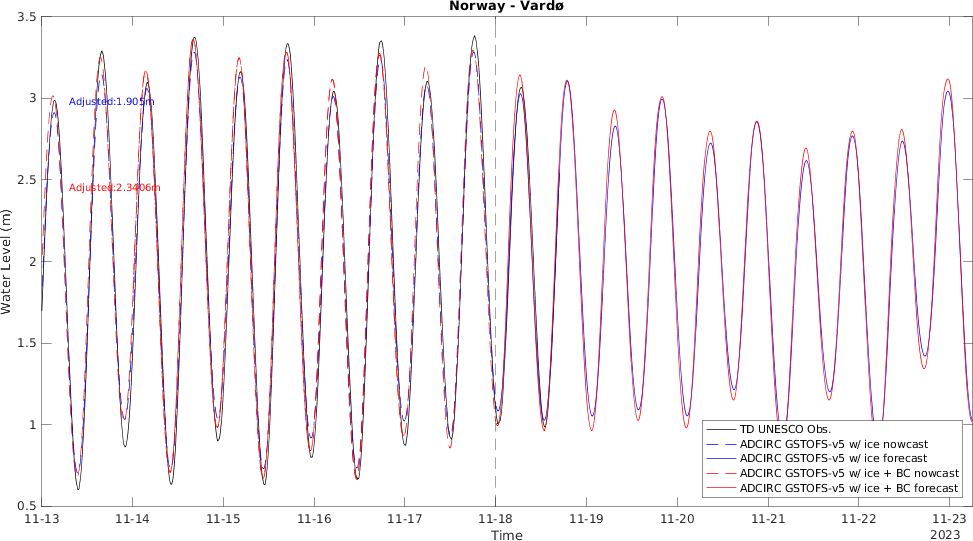 Norway - Vardø
3.5
3
2.5
2
1.5
1
0.5
Water Level (m)
Adjusted:1.905m
Adjusted:2.3406m
TD UNESCO Obs.
ADCIRC GSTOFS-v5 w/ ice nowcast
ADCIRC GSTOFS-v5 w/ ice forecast
ADCIRC GSTOFS-v5 w/ ice + BC nowcast
ADCIRC GSTOFS-v5 w/ ice + BC forecast
11-13 11-14 11-15 11-16 11-17 11-18 11-19 11-20 11-21 11-22 11-23
2023
Time